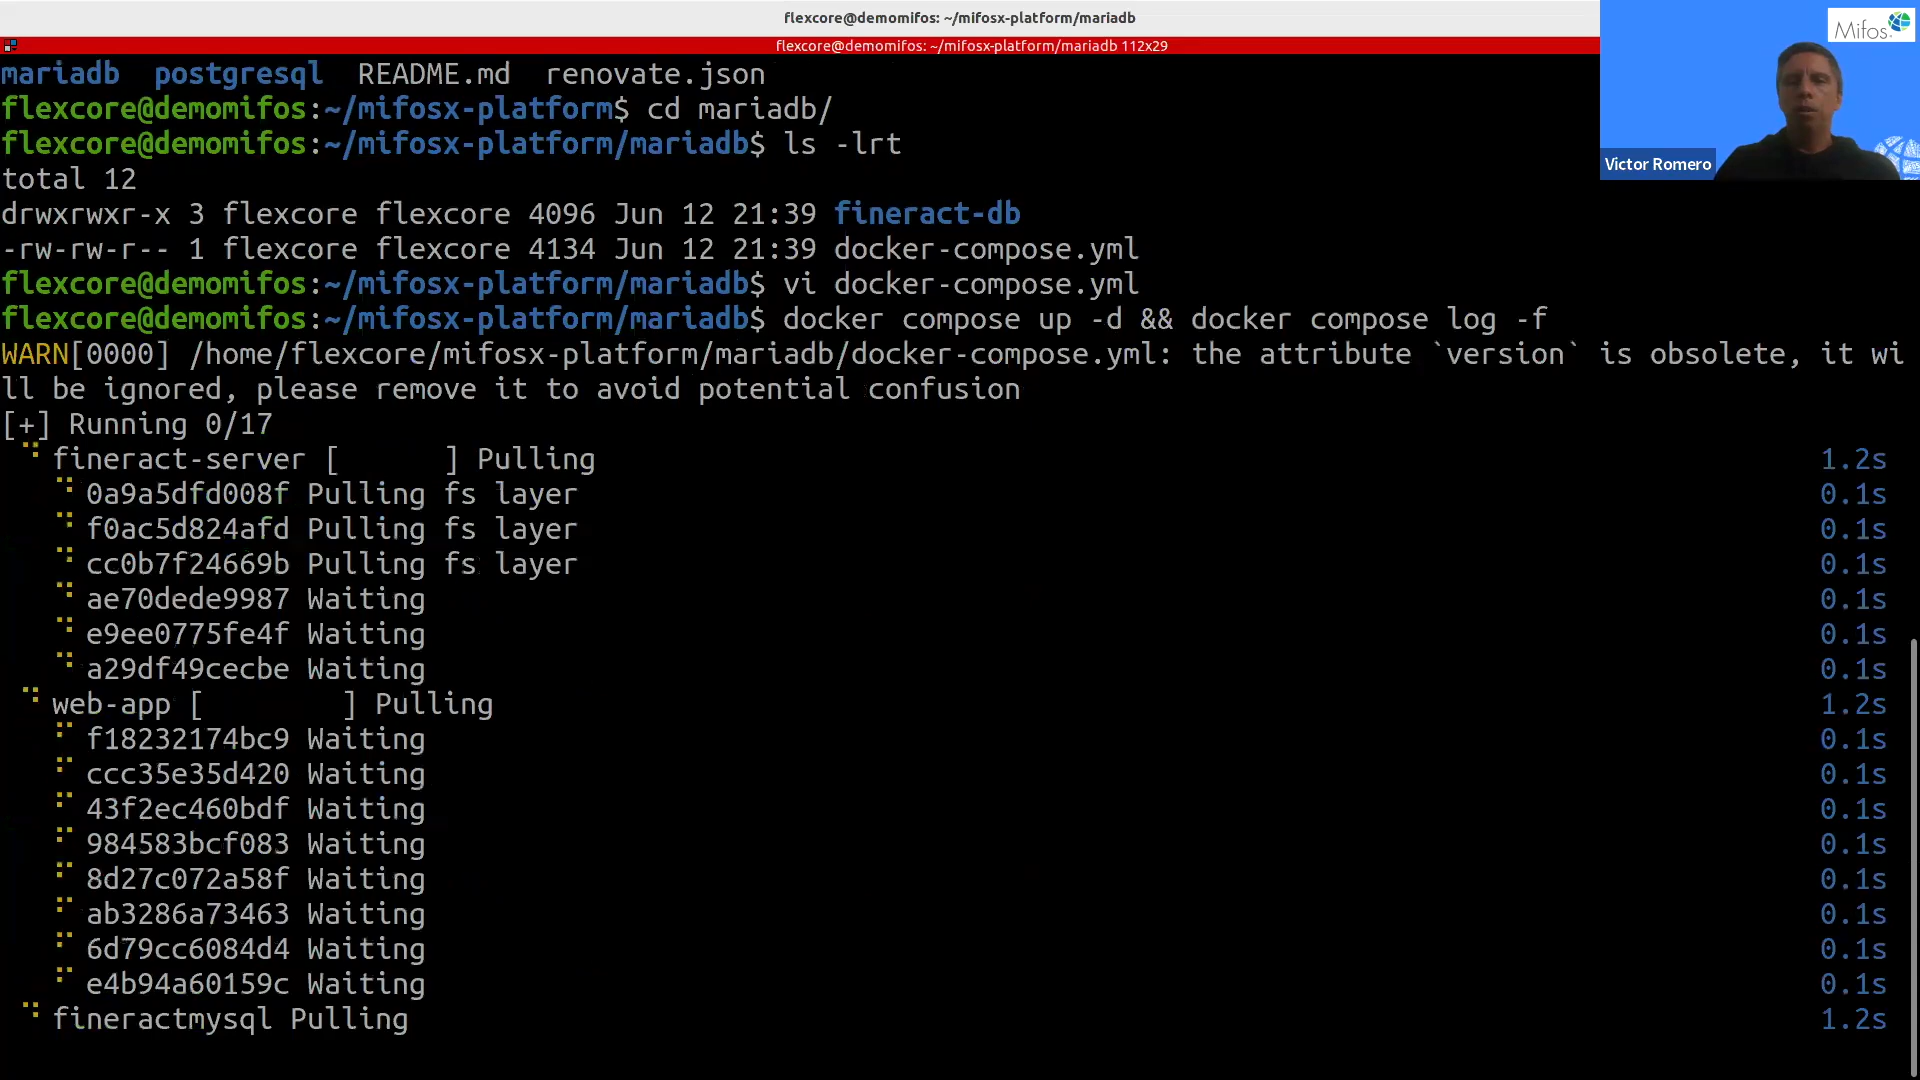 flexcore@demomifos: ~/mifosx-platform/mariadb
flexcore@demomifos: ~/mifosx-platform/mariadb 112x29
Mifos
Victor Romero
mariadb  postgresql  README.md  renovate.json
flexcore@demomifos:~/mifosx-platform$ cd mariadb/
flexcore@demomifos:~/mifosx-platform/mariadb$ ls -lrt
total 12
drwxrwxr-x 3 flexcore flexcore 4096 Jun 12 21:39 fineract-db
-rw-rw-r-- 1 flexcore flexcore 4134 Jun 12 21:39 docker-compose.yml
flexcore@demomifos:~/mifosx-platform/mariadb$ vi docker-compose.yml
flexcore@demomifos:~/mifosx-platform/mariadb$ docker compose up -d && docker compose log -f
WARN[0000] /home/flexcore/mifosx-platform/mariadb/docker-compose.yml: the attribute `version` is obsolete, it wi
ll be ignored, please remove it to avoid potential confusion
[+] Running 0/17
fineract-server [      ] Pulling 1.2s
0a9a5dfd008f Pulling fs layer 0.1s
f0ac5d824afd Pulling fs layer 0.1s
cc0b7f24669b Pulling fs layer 0.1s
ae70dede9987 Waiting 0.1s
e9ee0775fe4f Waiting 0.1s
a29df49cecbe Waiting 0.1s
web-app [        ] Pulling 1.2s
f18232174bc9 Waiting 0.1s
ccc35e35d420 Waiting 0.1s
43f2ec460bdf Waiting 0.1s
984583bcf083 Waiting 0.1s
8d27c072a58f Waiting 0.1s
ab3286a73463 Waiting 0.1s
6d79cc6084d4 Waiting 0.1s
e4b94a60159c Waiting 0.1s
fineractmysql Pulling 1.2s